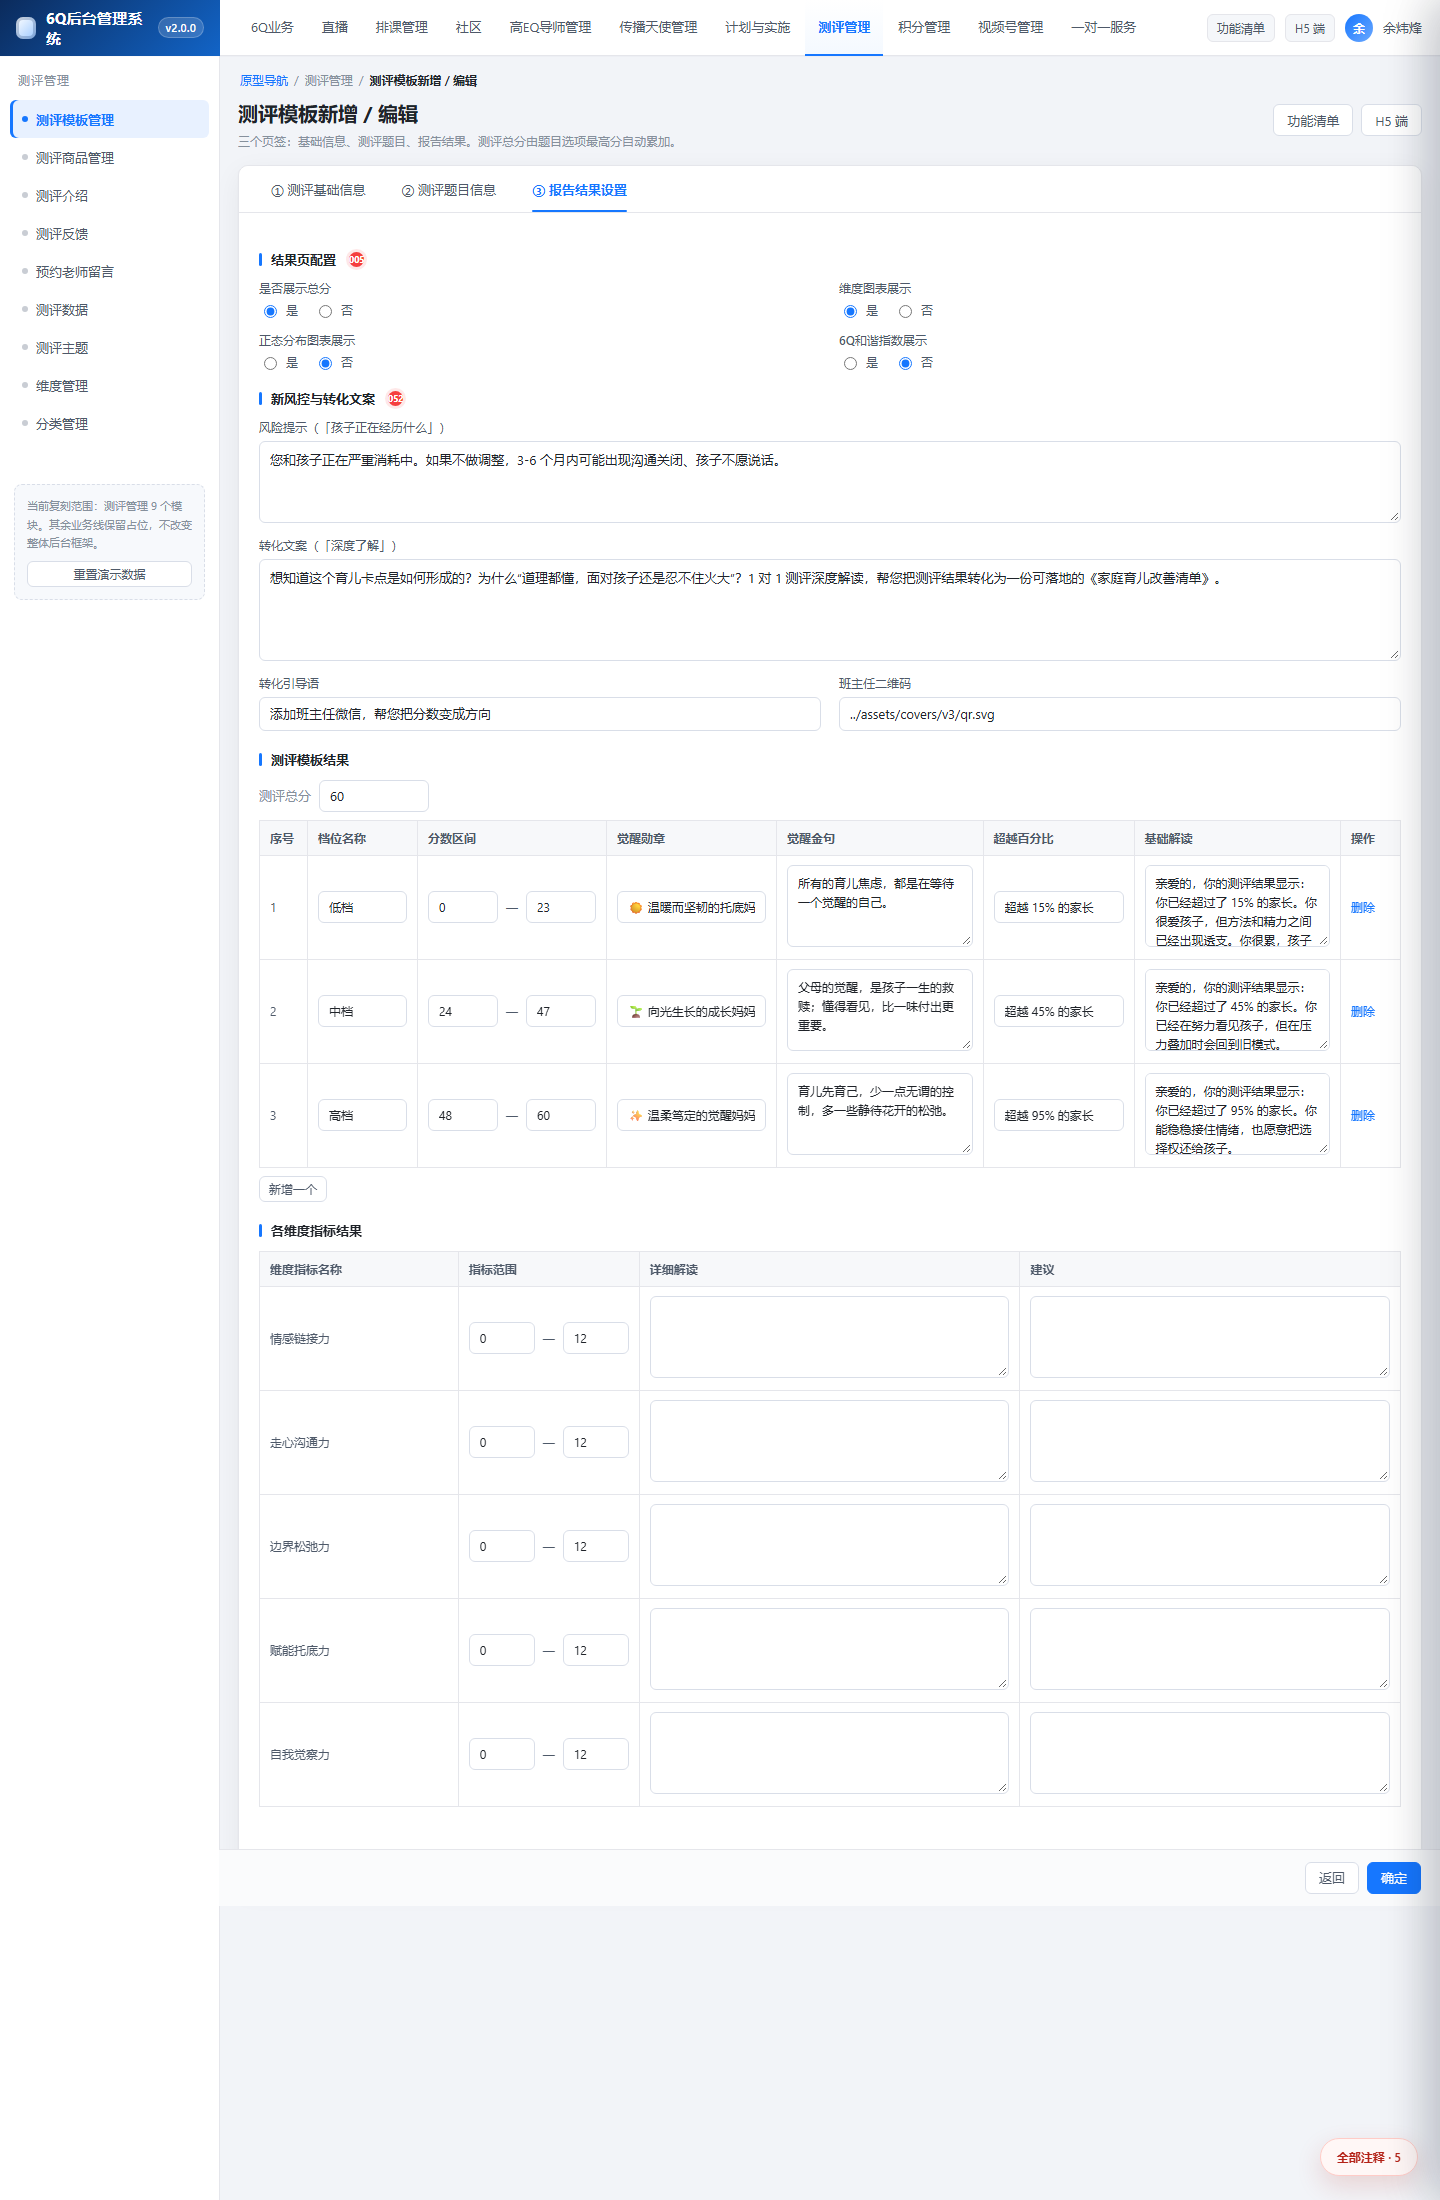 6Q后台管理系统
v2.0.0
6Q业务
直播
排课管理
社区
高EQ导师管理
传播天使管理
计划与实施
测评管理
积分管理
视频号管理
一对一服务
功能清单
H5 端
余
余炜烽
测评管理
测评模板管理
测评商品管理
测评介绍
测评反馈
预约老师留言
测评数据
测评主题
维度管理
分类管理
当前复刻范围：测评管理 9 个模
块。其余业务线保留占位，不改变
整体后台框架。
重置演示数据
原型导航 / 测评管理 / 测评模板新增 / 编辑
测评模板新增 / 编辑
三个页签：基础信息、测评题目、报告结果。测评总分由题目选项最高分自动累加。
功能清单
H5 端
① 测评基础信息
② 测评题目信息
③ 报告结果设置
结果页配置
是否展示总分
是 否
维度图表展示
是 否
正态分布图表展示
是 否
6Q和谐指数展示
是 否
新风控与转化文案 052
风险提示（「孩子正在经历什么」）
您和孩子正在严重消耗中。如果不做调整，3-6 个月内可能出现沟通关闭、孩子不愿说话。
转化文案（「深度了解」）
想知道这个育儿卡点是如何形成的？为什么“道理都懂，面对孩子还是忍不住火大”？1 对 1 测评深度解读，帮您把测评结果转化为一份可落地的《家庭育儿改善清单》。
转化引导语
添加班主任微信，帮您把分数变成方向
班主任二维码
../assets/covers/v3/qr.svg
测评模板结果
测评总分 60
序号 档位名称 分数区间 觉醒勋章 觉醒金句 超越百分比 基础解读 操作
1 低档 0 — 23 温暖而坚韧的托底妈
所有的育儿焦虑，都是在等待
一个觉醒的自己。
超越 15% 的家长
亲爱的，你的测评结果显示：
你已经超过了 15% 的家长。你
很爱孩子，但方法和精力之间
已经出现透支。你很累，孩子
删除
2 中档 24 — 47 向光生长的成长妈妈
父母的觉醒，是孩子一生的救
赎；懂得看见，比一味付出更
重要。
超越 45% 的家长
亲爱的，你的测评结果显示：
你已经超过了 45% 的家长。你
已经在努力看见孩子，但在压
力叠加时会回到旧模式。
删除
3 高档 48 — 60 温柔笃定的觉醒妈妈
育儿先育己，少一点无谓的控
制，多一些静待花开的松弛。
超越 95% 的家长
亲爱的，你的测评结果显示：
你已经超过了 95% 的家长。你
能稳稳接住情绪，也愿意把选
择权还给孩子。
删除
新增一个
各维度指标结果
维度指标名称 指标范围 详细解读 建议
情感链接力 0 — 12
走心沟通力 0 — 12
边界松弛力 0 — 12
赋能托底力 0 — 12
自我觉察力 0 — 12
返回
确定
全部注释 · 5